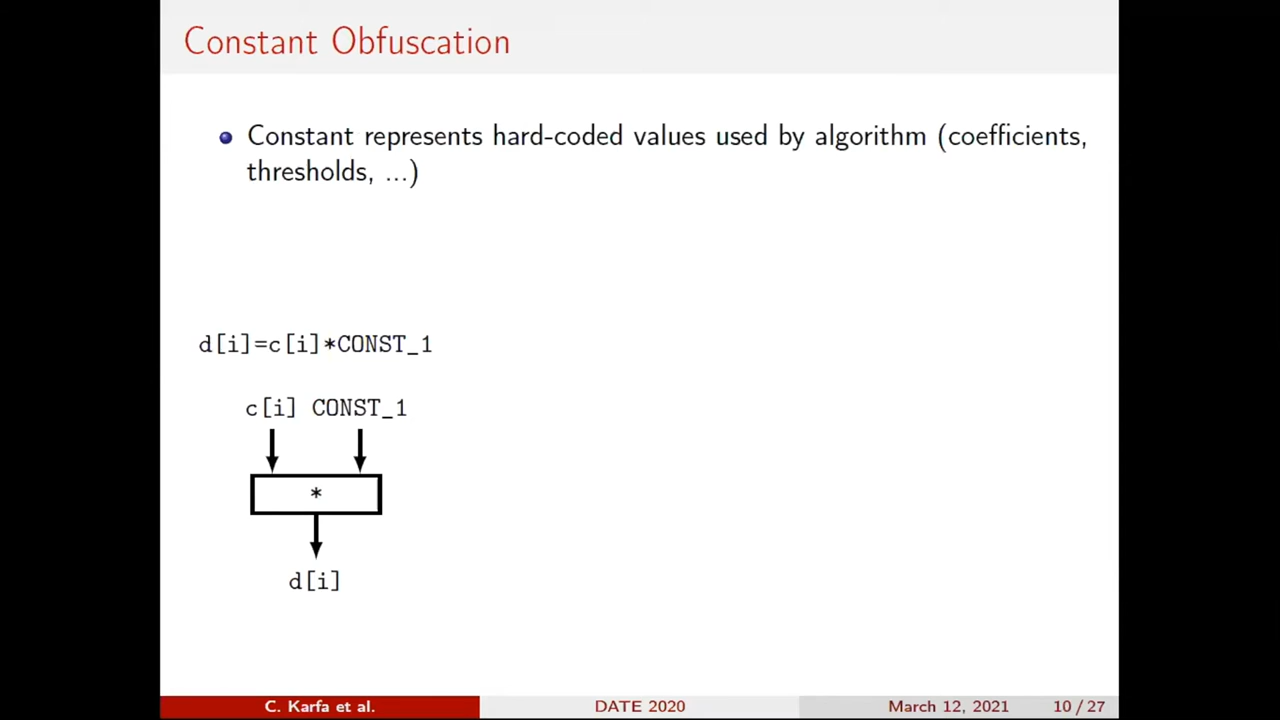 Constant Obfuscation
Constant represents hard-coded values used by algorithm (coefficients,
thresholds, ...)
d[i]=c[i]*CONST_1
c[i] CONST_1
*
d[i]
C. Karfa et al. DATE 2020 March 12, 2021 10 / 27